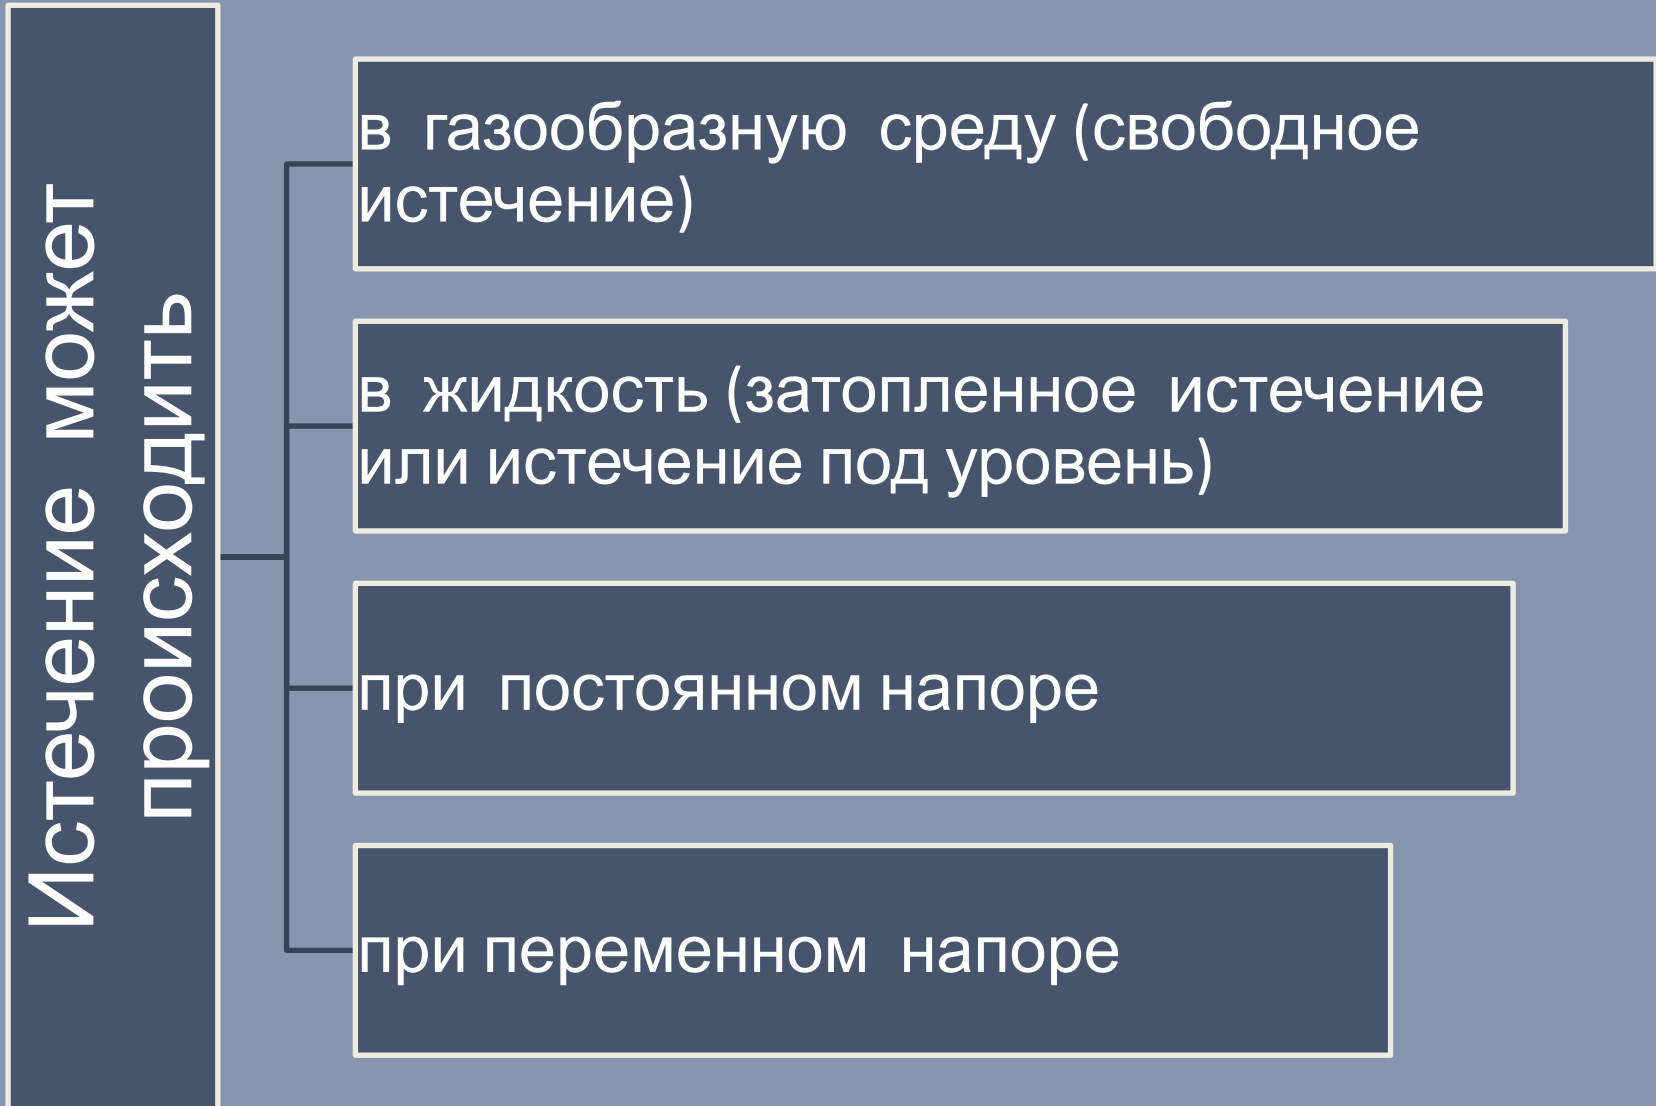 Истечение может
происходить
в газообразную среду (свободное
истечение)
в жидкость (затопленное истечение
или истечение под уровень)
при постоянном напоре
при переменном напоре